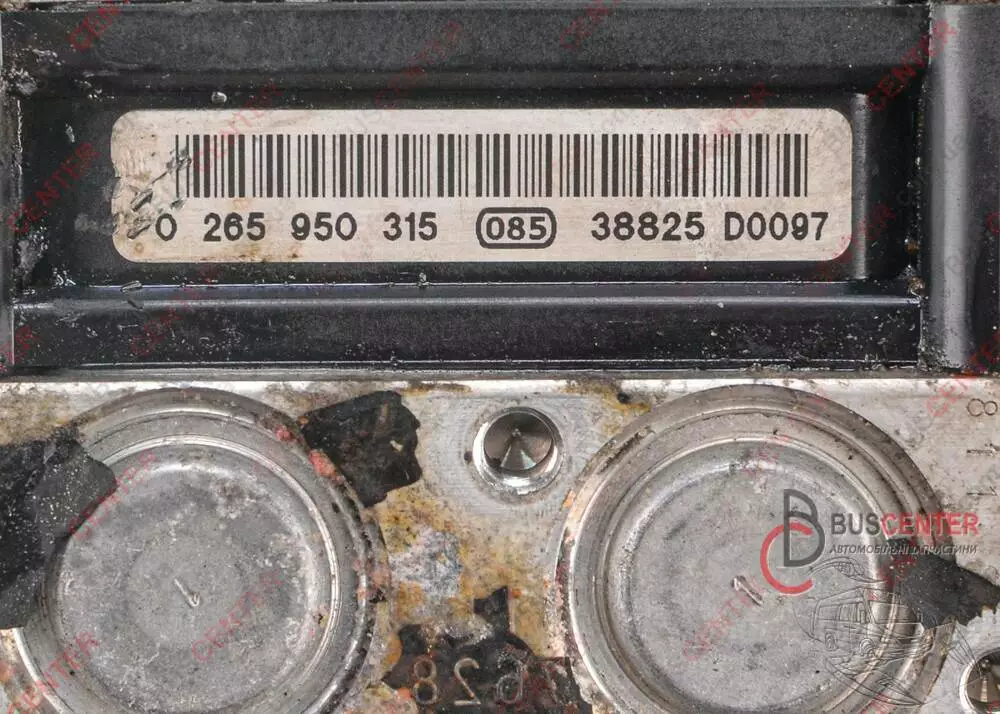 0 265 950 315 085 38825 D0097
BUSCENTER
АВТОМОБІЛЬНІ ЗАПЧАСТИНИ